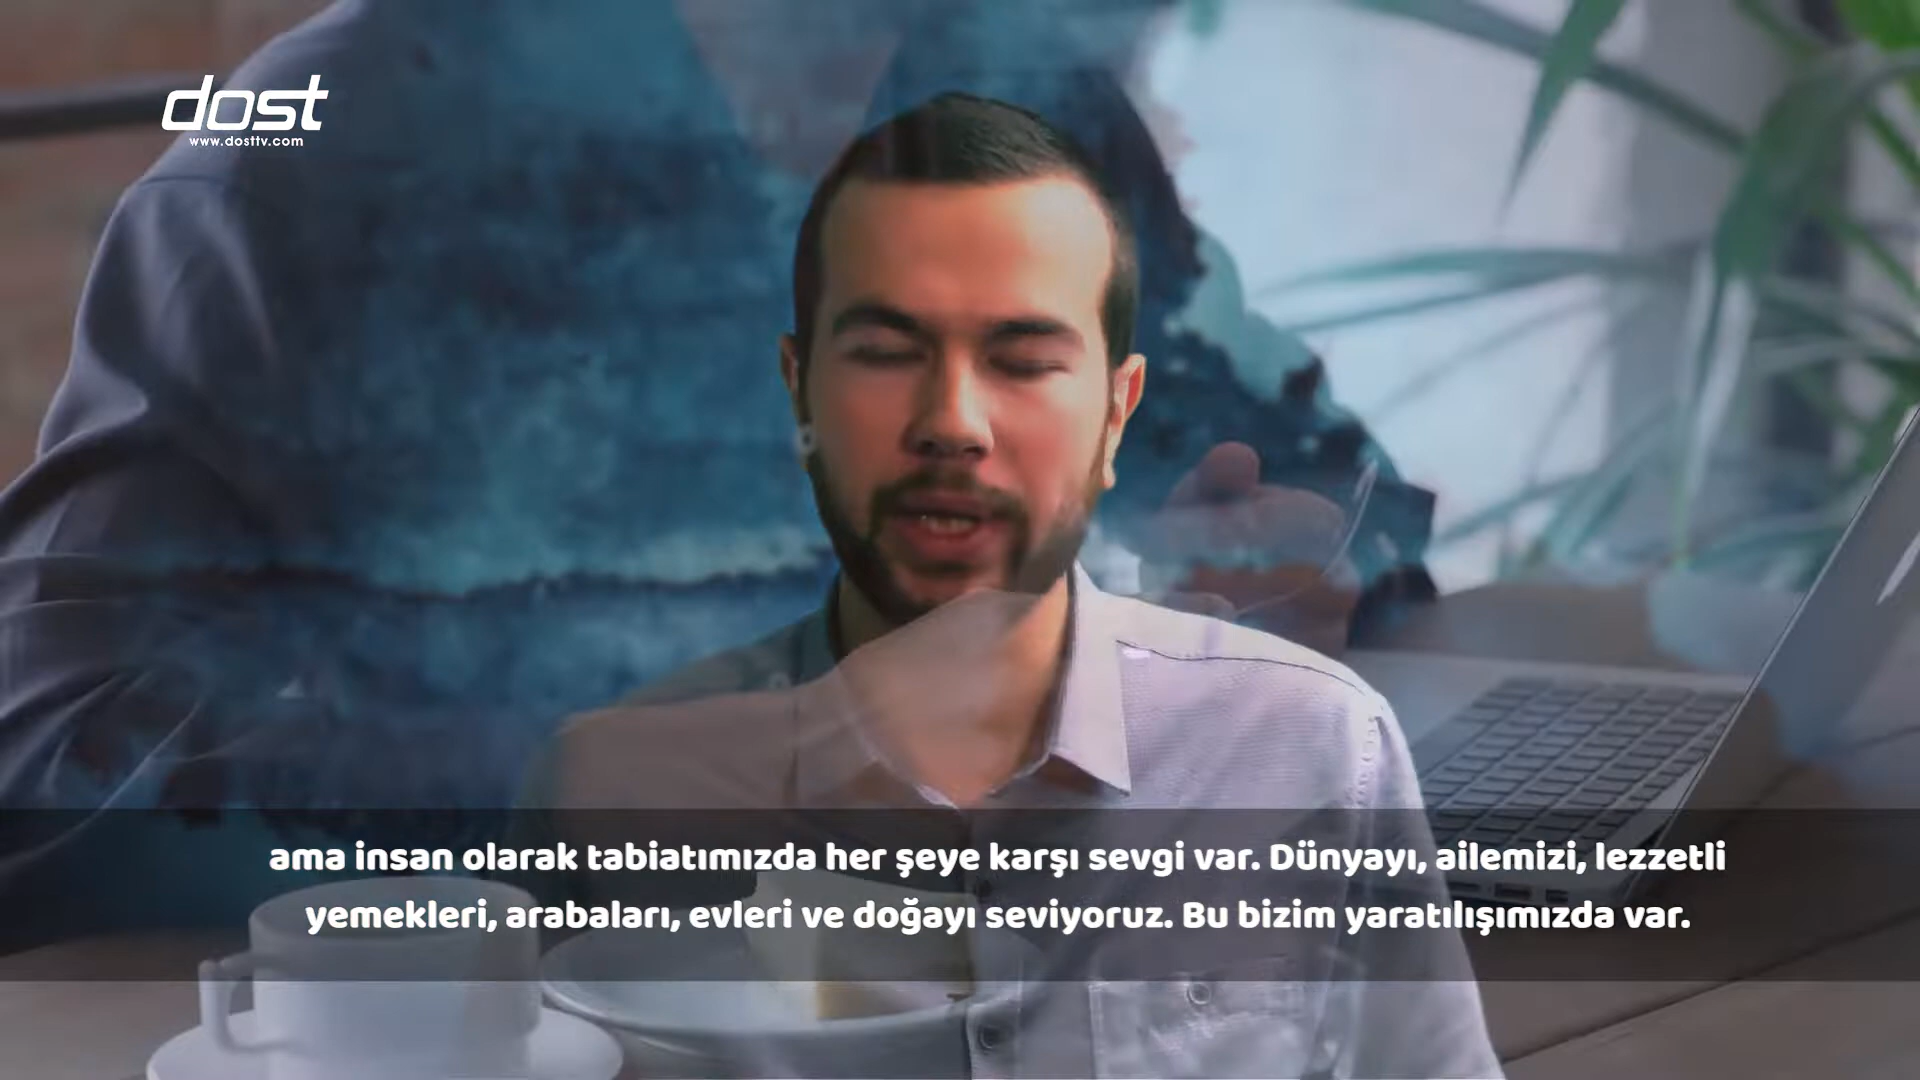 dost
www.dosttv.com
ama insan olarak tabiatımızda her şeye karşı sevgi var. Dünyayı, ailemizi, lezzetli
yemekleri, arabaları, evleri ve doğayı seviyoruz. Bu bizim yaratılışımızda var.